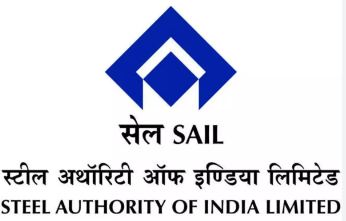 सेल SAIL
स्टील अथॉरिटी ऑफ इण्डिया लिमिटेड
STEEL AUTHORITY OF INDIA LIMITED